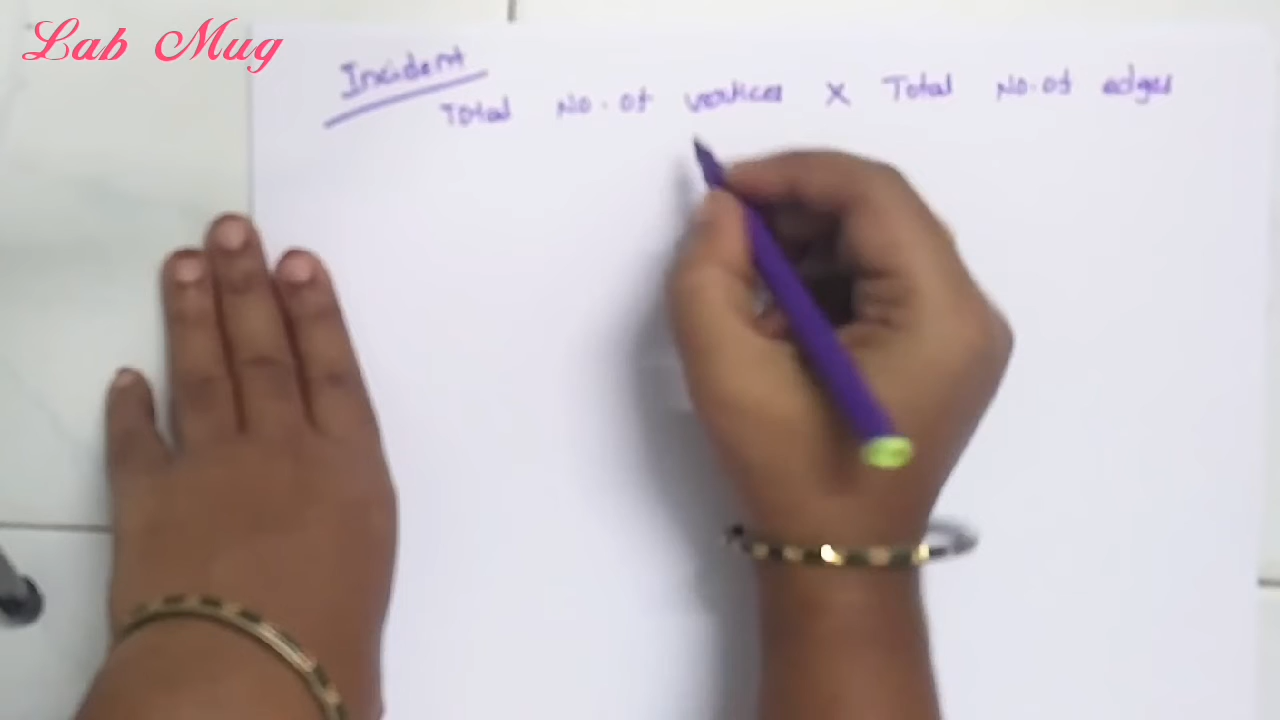 Lab Mug
Incident
Total No. of vertices X Total No. of edges